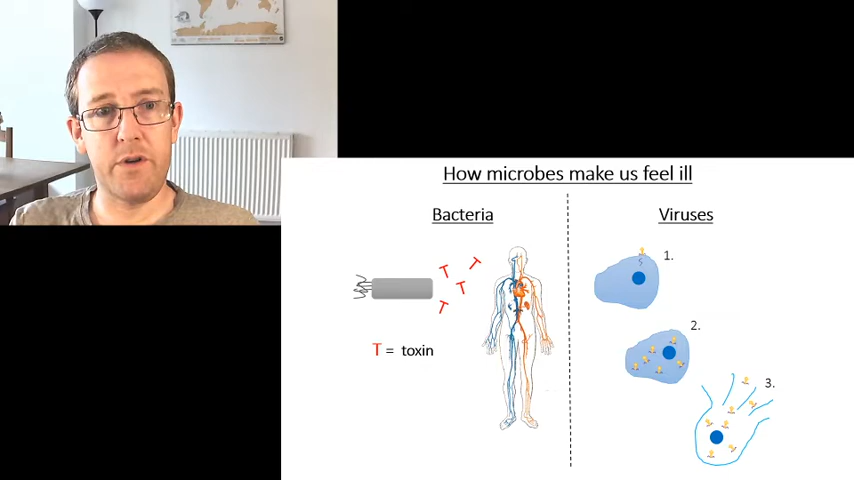 How microbes make us feel ill
Bacteria
Viruses
1.
T
T
T
T
2.
T = toxin
3.